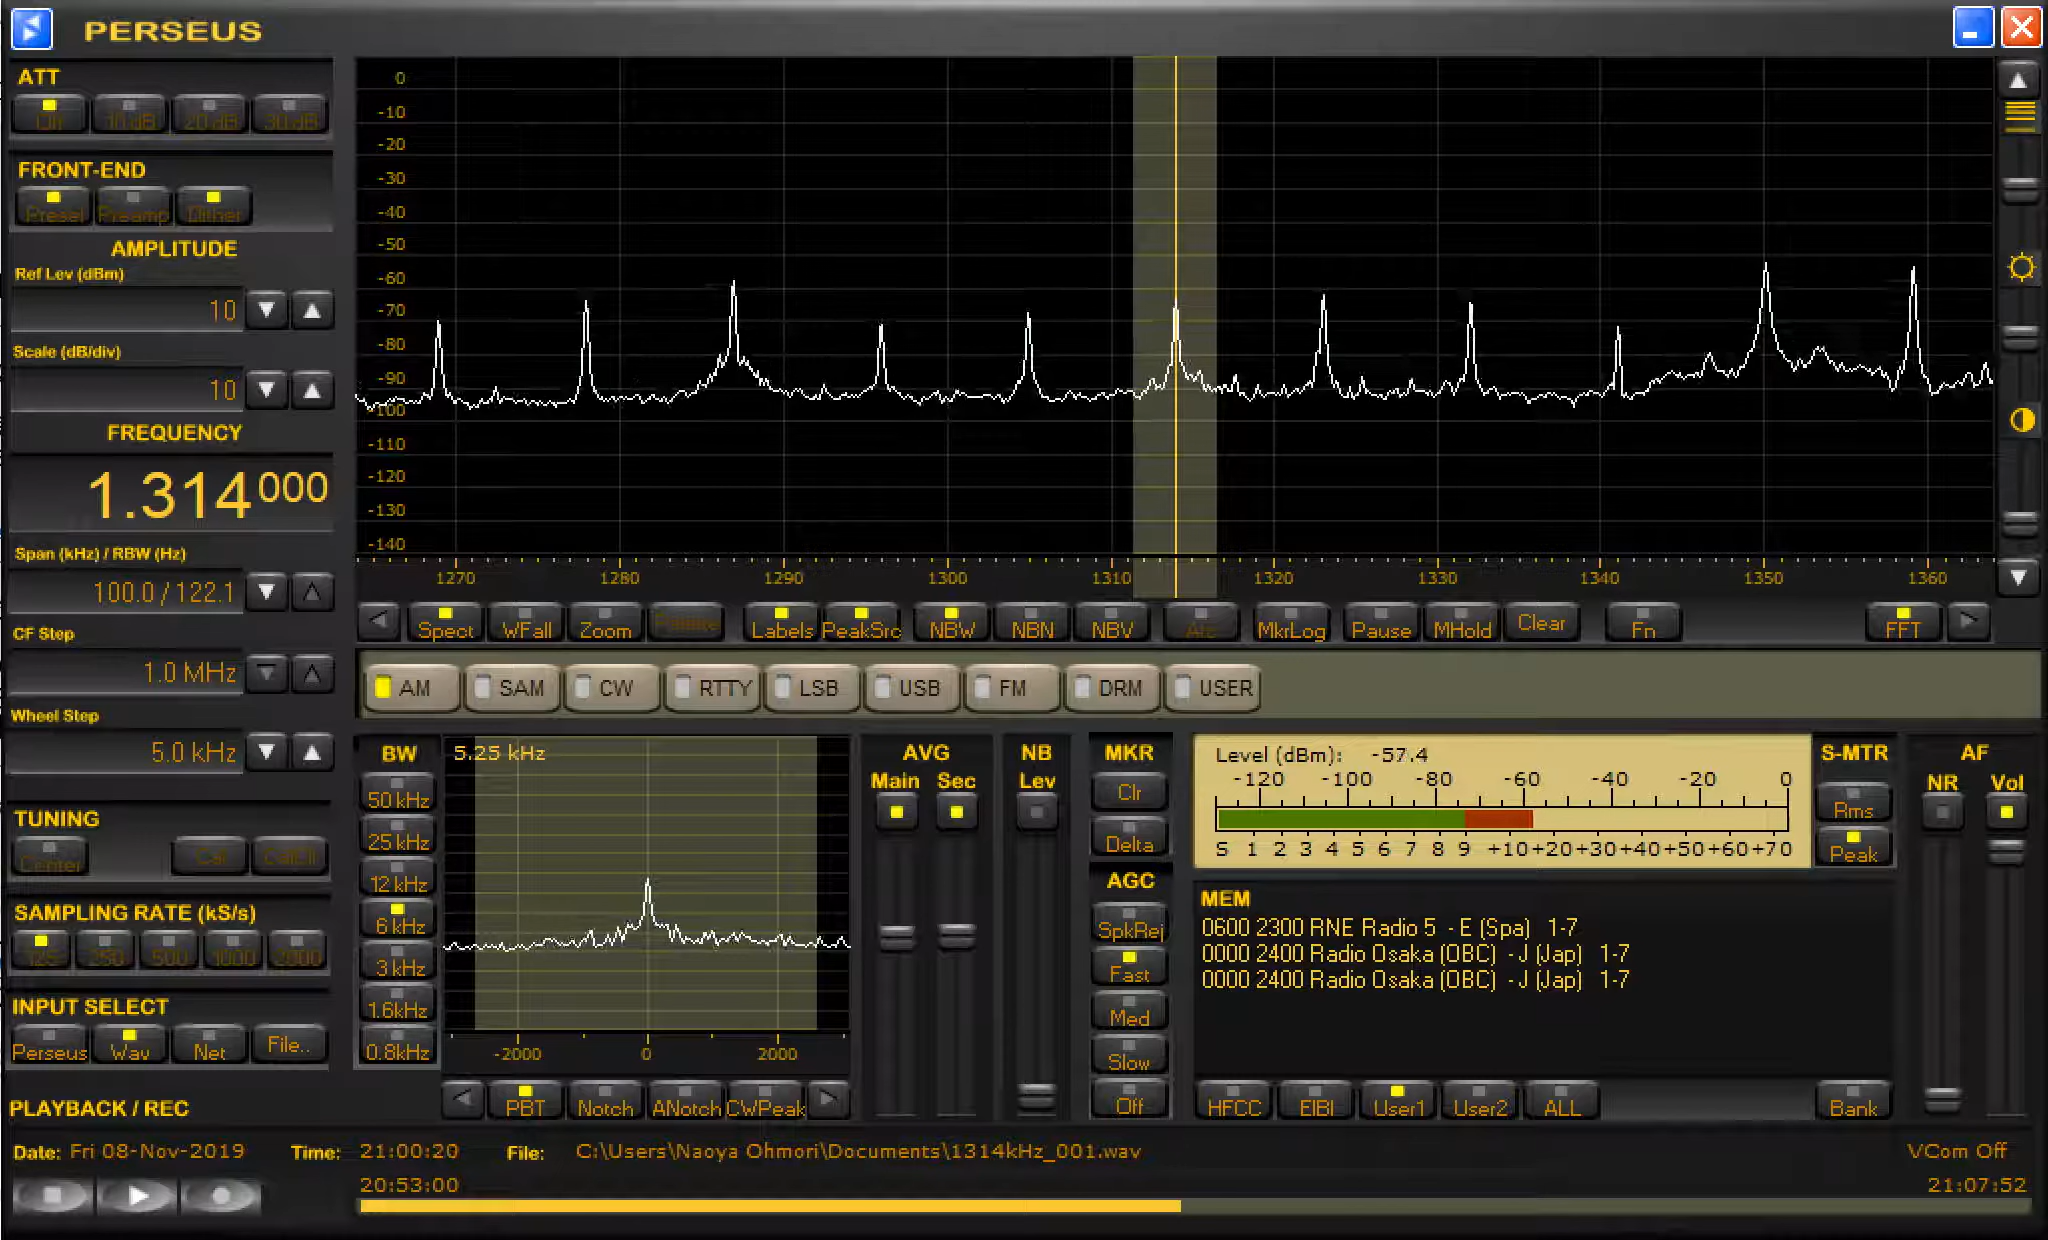 PERSEUS
ATT
10 dB 20 dB 30 dB
FRONT-END
Presel Preamp Dither
AMPLITUDE
Ref Lev (dBm)
10
Scale (dB/div)
10
FREQUENCY
1.314 000
Span (kHz) / RBW (Hz)
100.0 / 122.1
CF Step
1.0 MHz
Wheel Step
5.0 kHz
TUNING
Center Cal
SAMPLING RATE (kS/s)
125 250 500 1000 2000
INPUT SELECT
Perseus Wav Net File..
0
-10
-20
-30
-40
-50
-60
-70
-80
-90
-100
-110
-120
-130
-140
1270 1280 1290 1300 1310 1320 1330 1340 1350 1360
Spect WFall Zoom Labels PeakSrc NBW NBN NBV MkrLog Pause MHold Clear Fn FFT
AM SAM CW RTTY LSB USB FM DRM USER
BW
50 kHz
25 kHz
12 kHz
6 kHz
3 kHz
1.6kHz
0.8kHz
5.25 kHz
-2000 0 2000
PBT Notch ANotch CWPeak
AVG
Main Sec
NB
Lev
MKR
Clr
Delta
AGC
SpkRej
Fast
Med
Slow
Off
Level (dBm): -57.4
-120 -100 -80 -60 -40 -20 0
S 1 2 3 4 5 6 7 8 9 +10+20+30+40+50+60+70
S-MTR
Rms
Peak
AF
NR Vol
MEM
0600 2300 RNE Radio 5 - E (Spa) 1-7
0000 2400 Radio Osaka (OBC) - J (Jap) 1-7
0000 2400 Radio Osaka (OBC) - J (Jap) 1-7
HFCC EIBI User1 User2 ALL Bank
PLAYBACK / REC
Date: Fri 08-Nov-2019 Time: 21:00:20 File: C:\Users\Naoya Ohmori\Documents\1314kHz_001.wav VCom Off
20:53:00 21:07:52